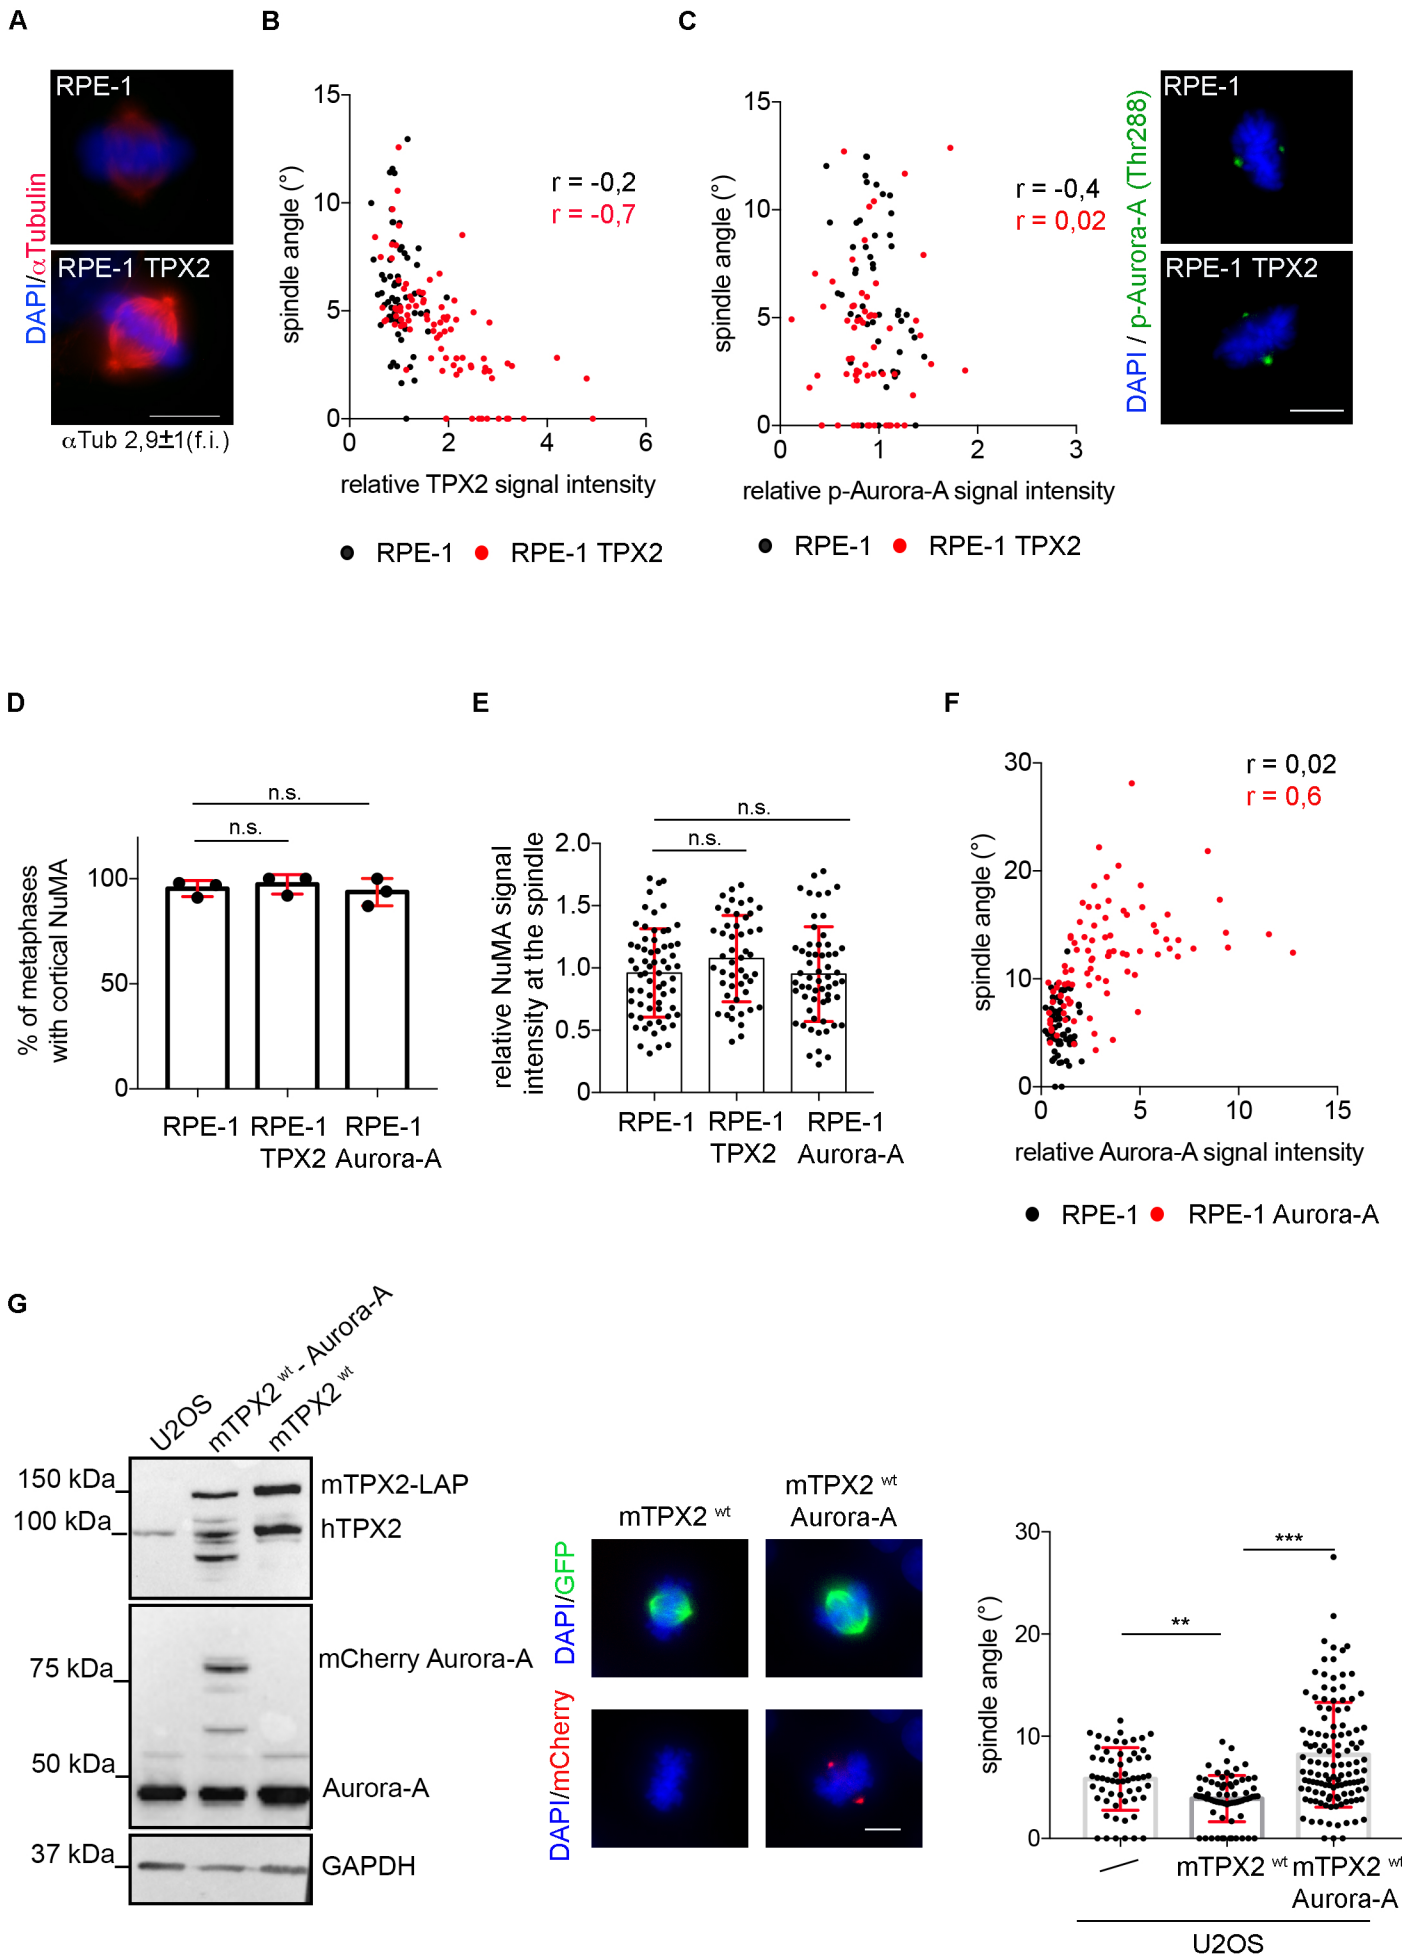 A
RPE-1
RPE-1 TPX2
DAPI/αTubulin
αTub 2,9±1(f.i.)
B
spindle angle (°)
15
10
5
0
0 2 4 6
r = -0,2
r = -0,7
relative TPX2 signal intensity
RPE-1 RPE-1 TPX2
C
spindle angle (°)
15
10
5
0
0 1 2 3
r = -0,4
r = 0,02
relative p-Aurora-A signal intensity
RPE-1 RPE-1 TPX2
DAPI / p-Aurora-A (Thr288)
RPE-1
RPE-1 TPX2
D
% of metaphases
with cortical NuMA
100
50
0
n.s.
n.s.
RPE-1 RPE-1 RPE-1
TPX2 Aurora-A
E
relative NuMA signal
intensity at the spindle
2.0
1.5
1.0
0.5
0
n.s.
n.s.
RPE-1 RPE-1 RPE-1
TPX2 Aurora-A
F
spindle angle (°)
30
20
10
0
0 5 10 15
r = 0,02
r = 0,6
relative Aurora-A signal intensity
RPE-1 RPE-1 Aurora-A
G
U2OS
mTPX2 wt - Aurora-A
mTPX2 wt
150 kDa
100 kDa
75 kDa
50 kDa
37 kDa
mTPX2-LAP
hTPX2
mCherry Aurora-A
Aurora-A
GAPDH
mTPX2 wt
mTPX2 wt
Aurora-A
DAPI/GFP
DAPI/mCherry
spindle angle (°)
30
20
10
0
**
***
mTPX2 wt mTPX2 wt
Aurora-A
U2OS